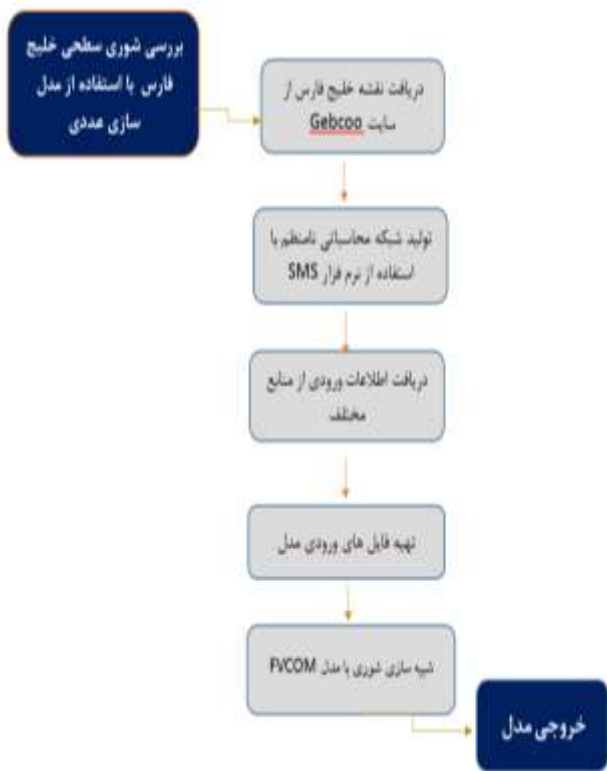 بررسی شوری سطحی خلیج
فارس با استفاده از مدل
سازی عددی
دریافت نقشه خلیج فارس از
سایت Gebcoo
تولید شبکه محاسباتی نامنظم با
استفاده از نرم فزار SMS
دریافت اطلاعات ورودی از منابع
مختلف
تهیه فایل های ورودی مدل
شبیه سازی شوری با مدل FVCOM
خروجی مدل